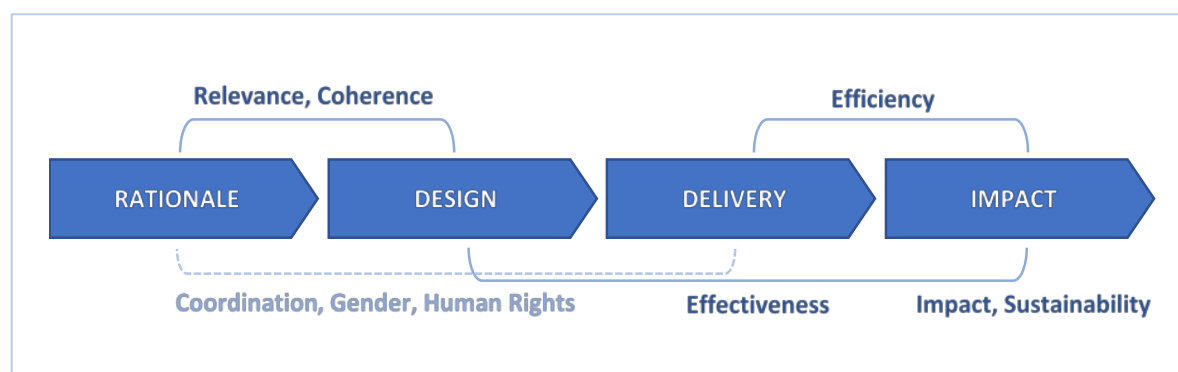 Relevance, Coherence
Efficiency
RATIONALE
DESIGN
DELIVERY
IMPACT
Coordination, Gender, Human Rights
Effectiveness
Impact, Sustainability